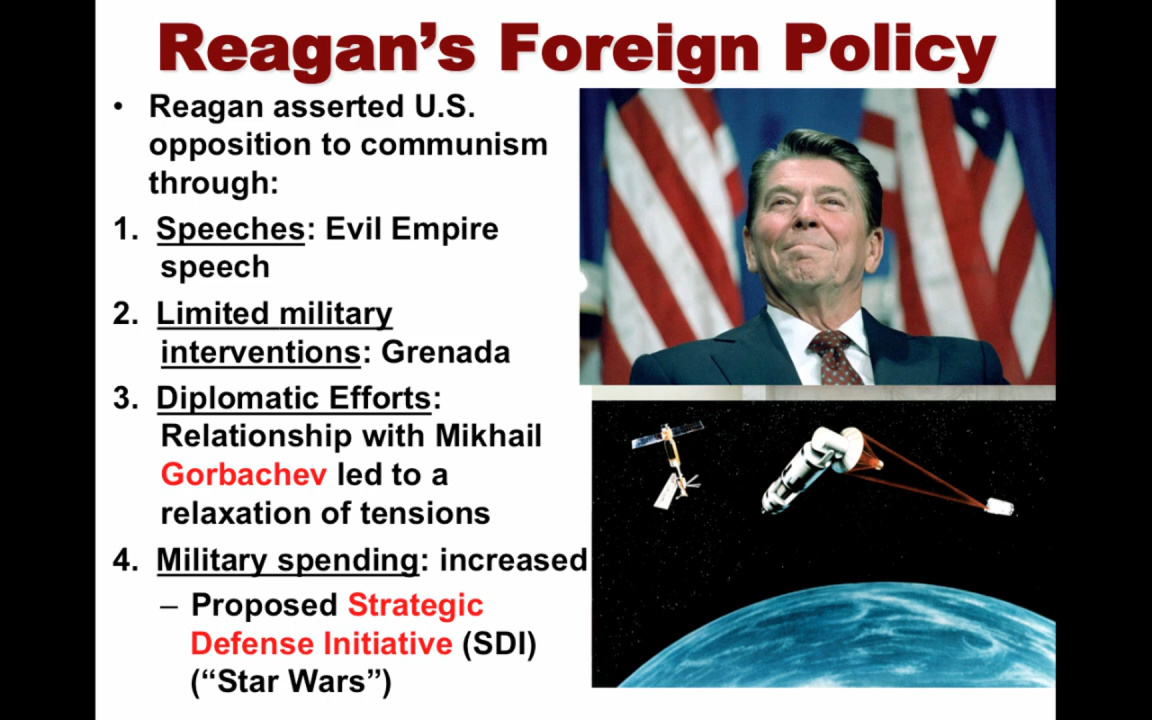 Reagan’s Foreign Policy
• Reagan asserted U.S.
opposition to communism
through:
1. Speeches: Evil Empire
speech
2. Limited military
interventions: Grenada
3. Diplomatic Efforts:
Relationship with Mikhail
Gorbachev led to a
relaxation of tensions
4. Military spending: increased
– Proposed Strategic
Defense Initiative (SDI)
(“Star Wars”)